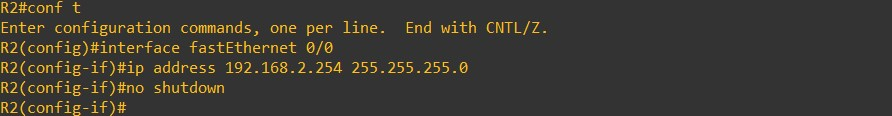 R2#conf t
Enter configuration commands, one per line.  End with CNTL/Z.
R2(config)#interface fastEthernet 0/0
R2(config-if)#ip address 192.168.2.254 255.255.255.0
R2(config-if)#no shutdown
R2(config-if)#